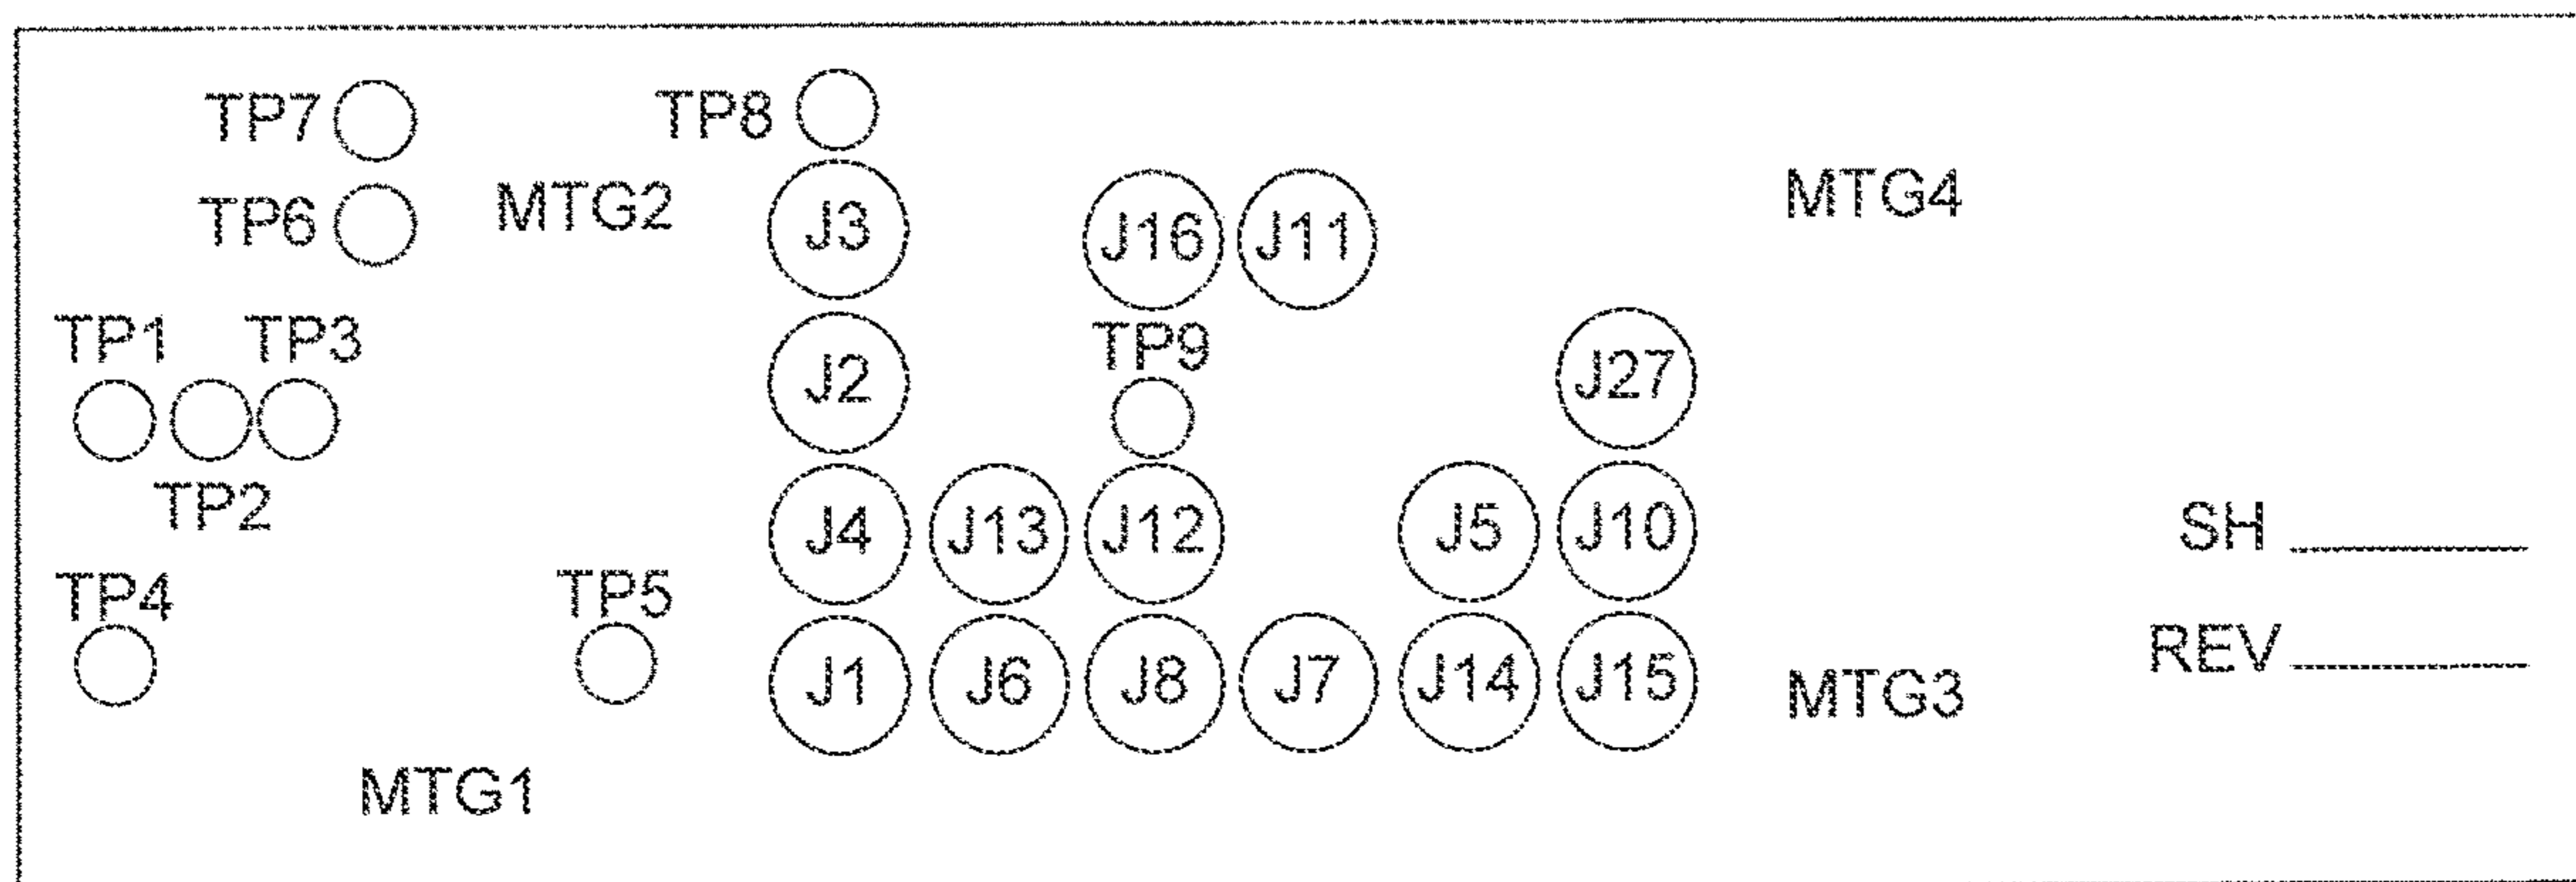 TP7 TP8
MTG2 MTG4
TP6 J3 J16 J11
TP1 TP3 TP9
J2 J27
TP2 J4 J13 J12 J5 J10 SH
TP4 TP5
J1 J6 J8 J7 J14 J15 REV
MTG3
MTG1